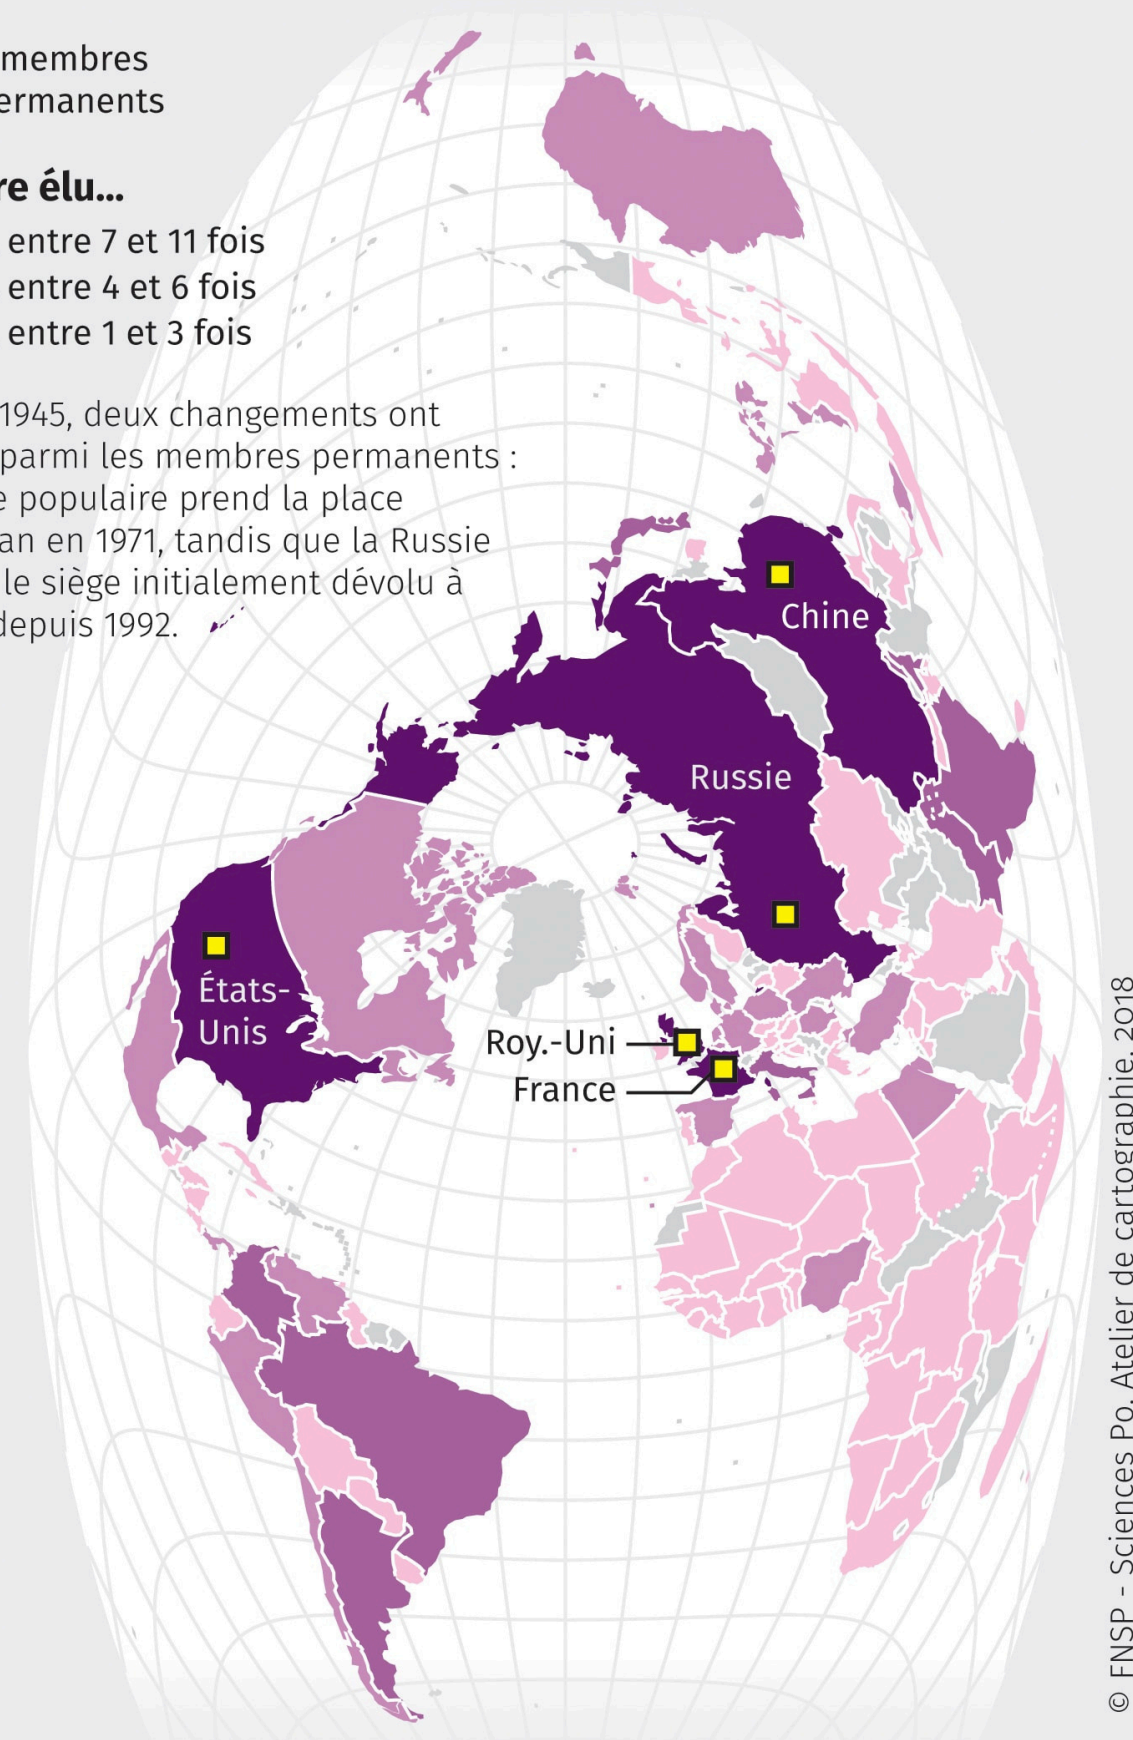 membres
ermanents
re élu...
entre 7 et 11 fois
entre 4 et 6 fois
entre 1 et 3 fois
1945, deux changements ont
parmi les membres permanents :
e populaire prend la place
an en 1971, tandis que la Russie
le siège initialement dévolu à
depuis 1992.
Chine
Russie
États-
Unis
Roy.-Uni
France
© FNSP - Sciences Po, Atelier de cartographie, 2018